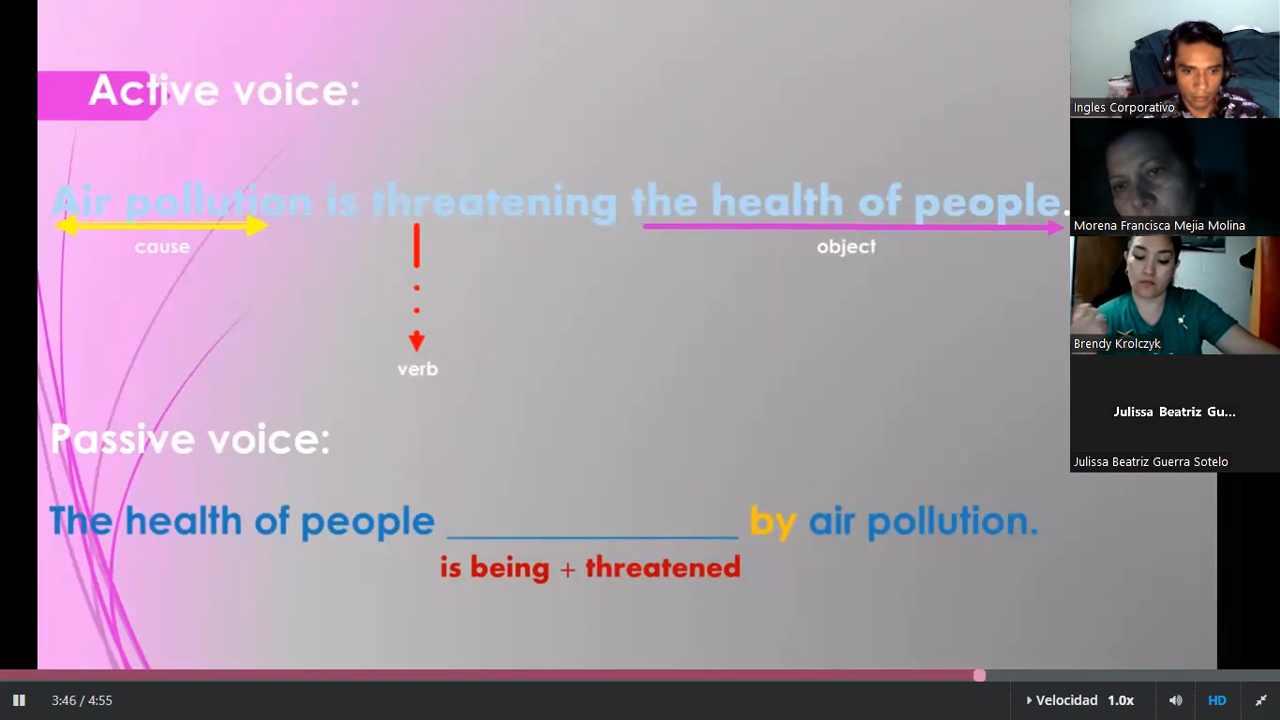 Active voice:
Air pollution is threatening the health of people.
cause
object
verb
Passive voice:
The health of people ______________ by air pollution.
is being + threatened
Ingles Corporativo
Morena Francisca Mejia Molina
Brendy Krolczyk
Julissa Beatriz Gu...
Julissa Beatriz Guerra Sotelo
3:46 / 4:55
Velocidad 1.0x
HD